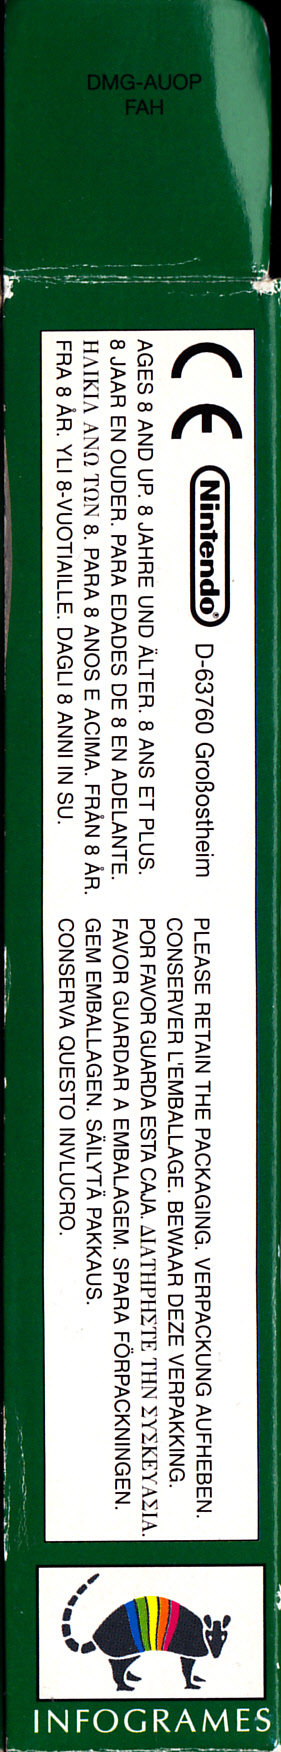 DMG-AUOP
FAH
CE
Nintendo® D-63760 Großostheim
AGES 8 AND UP. 8 JAHRE UND ÄLTER. 8 ANS ET PLUS.
8 JAAR EN OUDER. PARA EDADES DE 8 EN ADELANTE.
ΗΛΙΚΙΑ ΑΝΩ ΤΩΝ 8. PARA 8 ANOS E ACIMA. FRÅN 8 ÅR.
FRA 8 ÅR. YLI 8-VUOTIAILLE. DAGLI 8 ANNI IN SU.
PLEASE RETAIN THE PACKAGING. VERPACKUNG AUFHEBEN.
CONSERVER L'EMBALLAGE. BEWAAR DEZE VERPAKKING.
POR FAVOR GUARDA ESTA CAJA. ΔΙΑΤΗΡΗΣΤΕ ΤΗΝ ΣΥΣΚΕΥΑΣΙΑ.
FAVOR GUARDAR A EMBALAGEM. SPARA FÖRPACKNINGEN.
GEM EMBALLAGEN. SÄILYTÄ PAKKAUS.
CONSERVA QUESTO INVLUCRO.
INFOGRAMES